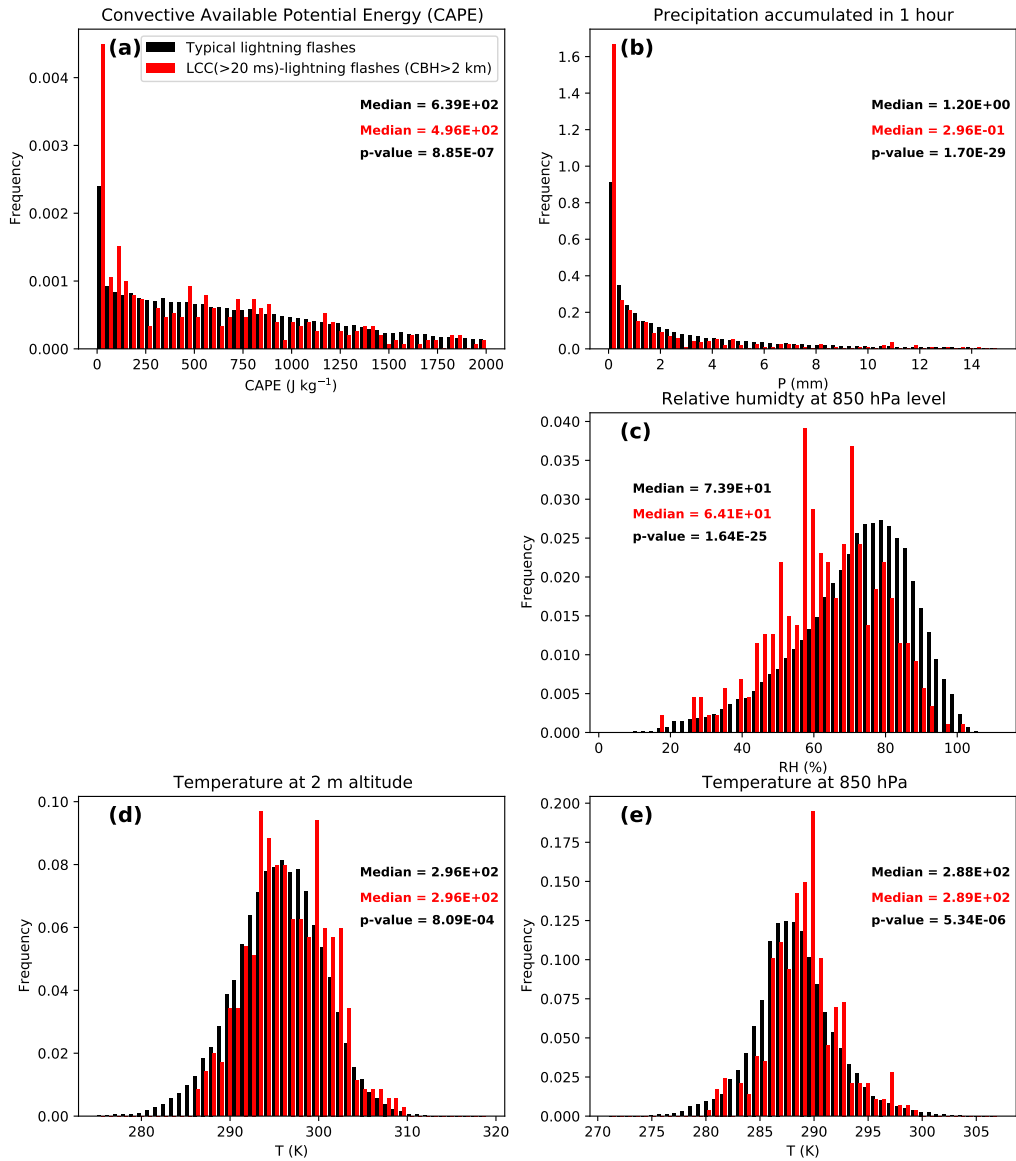 Convective Available Potential Energy (CAPE)
(a)
Typical lightning flashes
LCC(>20 ms)-lightning flashes (CBH>2 km)
Median = 6.39E+02
Median = 4.96E+02
p-value = 8.85E-07
Frequency
0.004
0.003
0.002
0.001
0.000
0 250 500 750 1000 1250 1500 1750 2000
CAPE (J kg⁻¹)
Precipitation accumulated in 1 hour
(b)
Median = 1.20E+00
Median = 2.96E-01
p-value = 1.70E-29
Frequency
1.6
1.4
1.2
1.0
0.8
0.6
0.4
0.2
0.0
0 2 4 6 8 10 12 14
P (mm)
Relative humidty at 850 hPa level
(c)
Median = 7.39E+01
Median = 6.41E+01
p-value = 1.64E-25
Frequency
0.040
0.035
0.030
0.025
0.020
0.015
0.010
0.005
0.000
0 20 40 60 80 100
RH (%)
Temperature at 2 m altitude
(d)
Median = 2.96E+02
Median = 2.96E+02
p-value = 8.09E-04
Frequency
0.10
0.08
0.06
0.04
0.02
0.00
280 290 300 310 320
T (K)
Temperature at 850 hPa
(e)
Median = 2.88E+02
Median = 2.89E+02
p-value = 5.34E-06
Frequency
0.200
0.175
0.150
0.125
0.100
0.075
0.050
0.025
0.000
270 275 280 285 290 295 300 305
T (K)